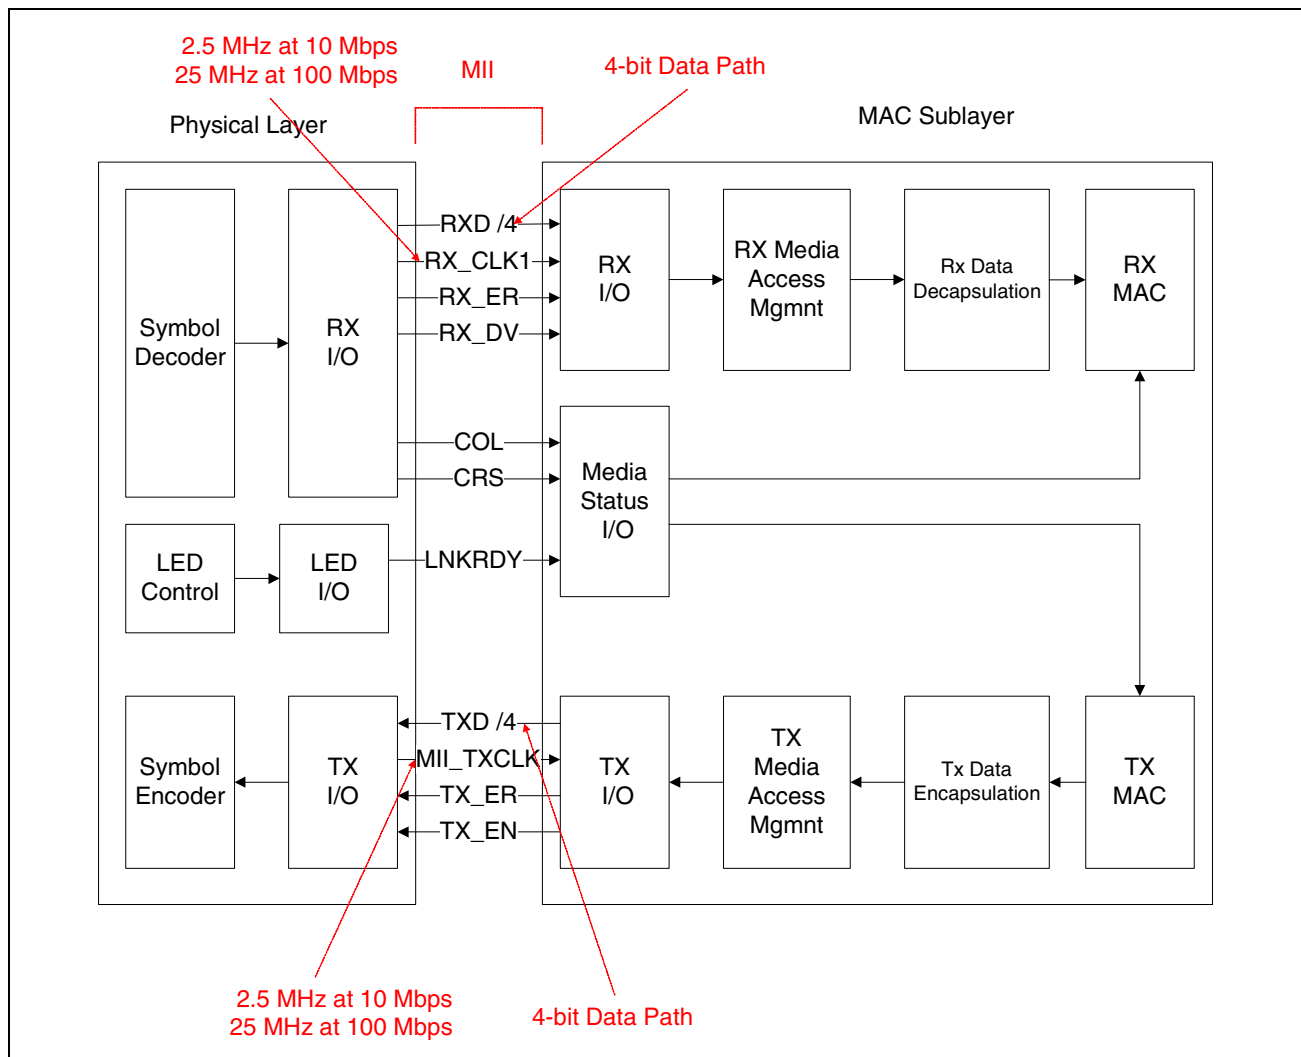 2.5 MHz at 10 Mbps
25 MHz at 100 Mbps
MII
4-bit Data Path
Physical Layer
MAC Sublayer
Symbol
Decoder
RX
I/O
RXD /4
RX_CLK1
RX_ER
RX_DV
COL
CRS
RX
I/O
RX Media
Access
Mgmnt
Rx Data
Decapsulation
RX
MAC
Media
Status
I/O
LED
Control
LED
I/O
LNKRDY
Symbol
Encoder
TX
I/O
TXD /4
MII_TXCLK
TX_ER
TX_EN
TX
I/O
TX
Media
Access
Mgmnt
Tx Data
Encapsulation
TX
MAC
2.5 MHz at 10 Mbps
25 MHz at 100 Mbps
4-bit Data Path